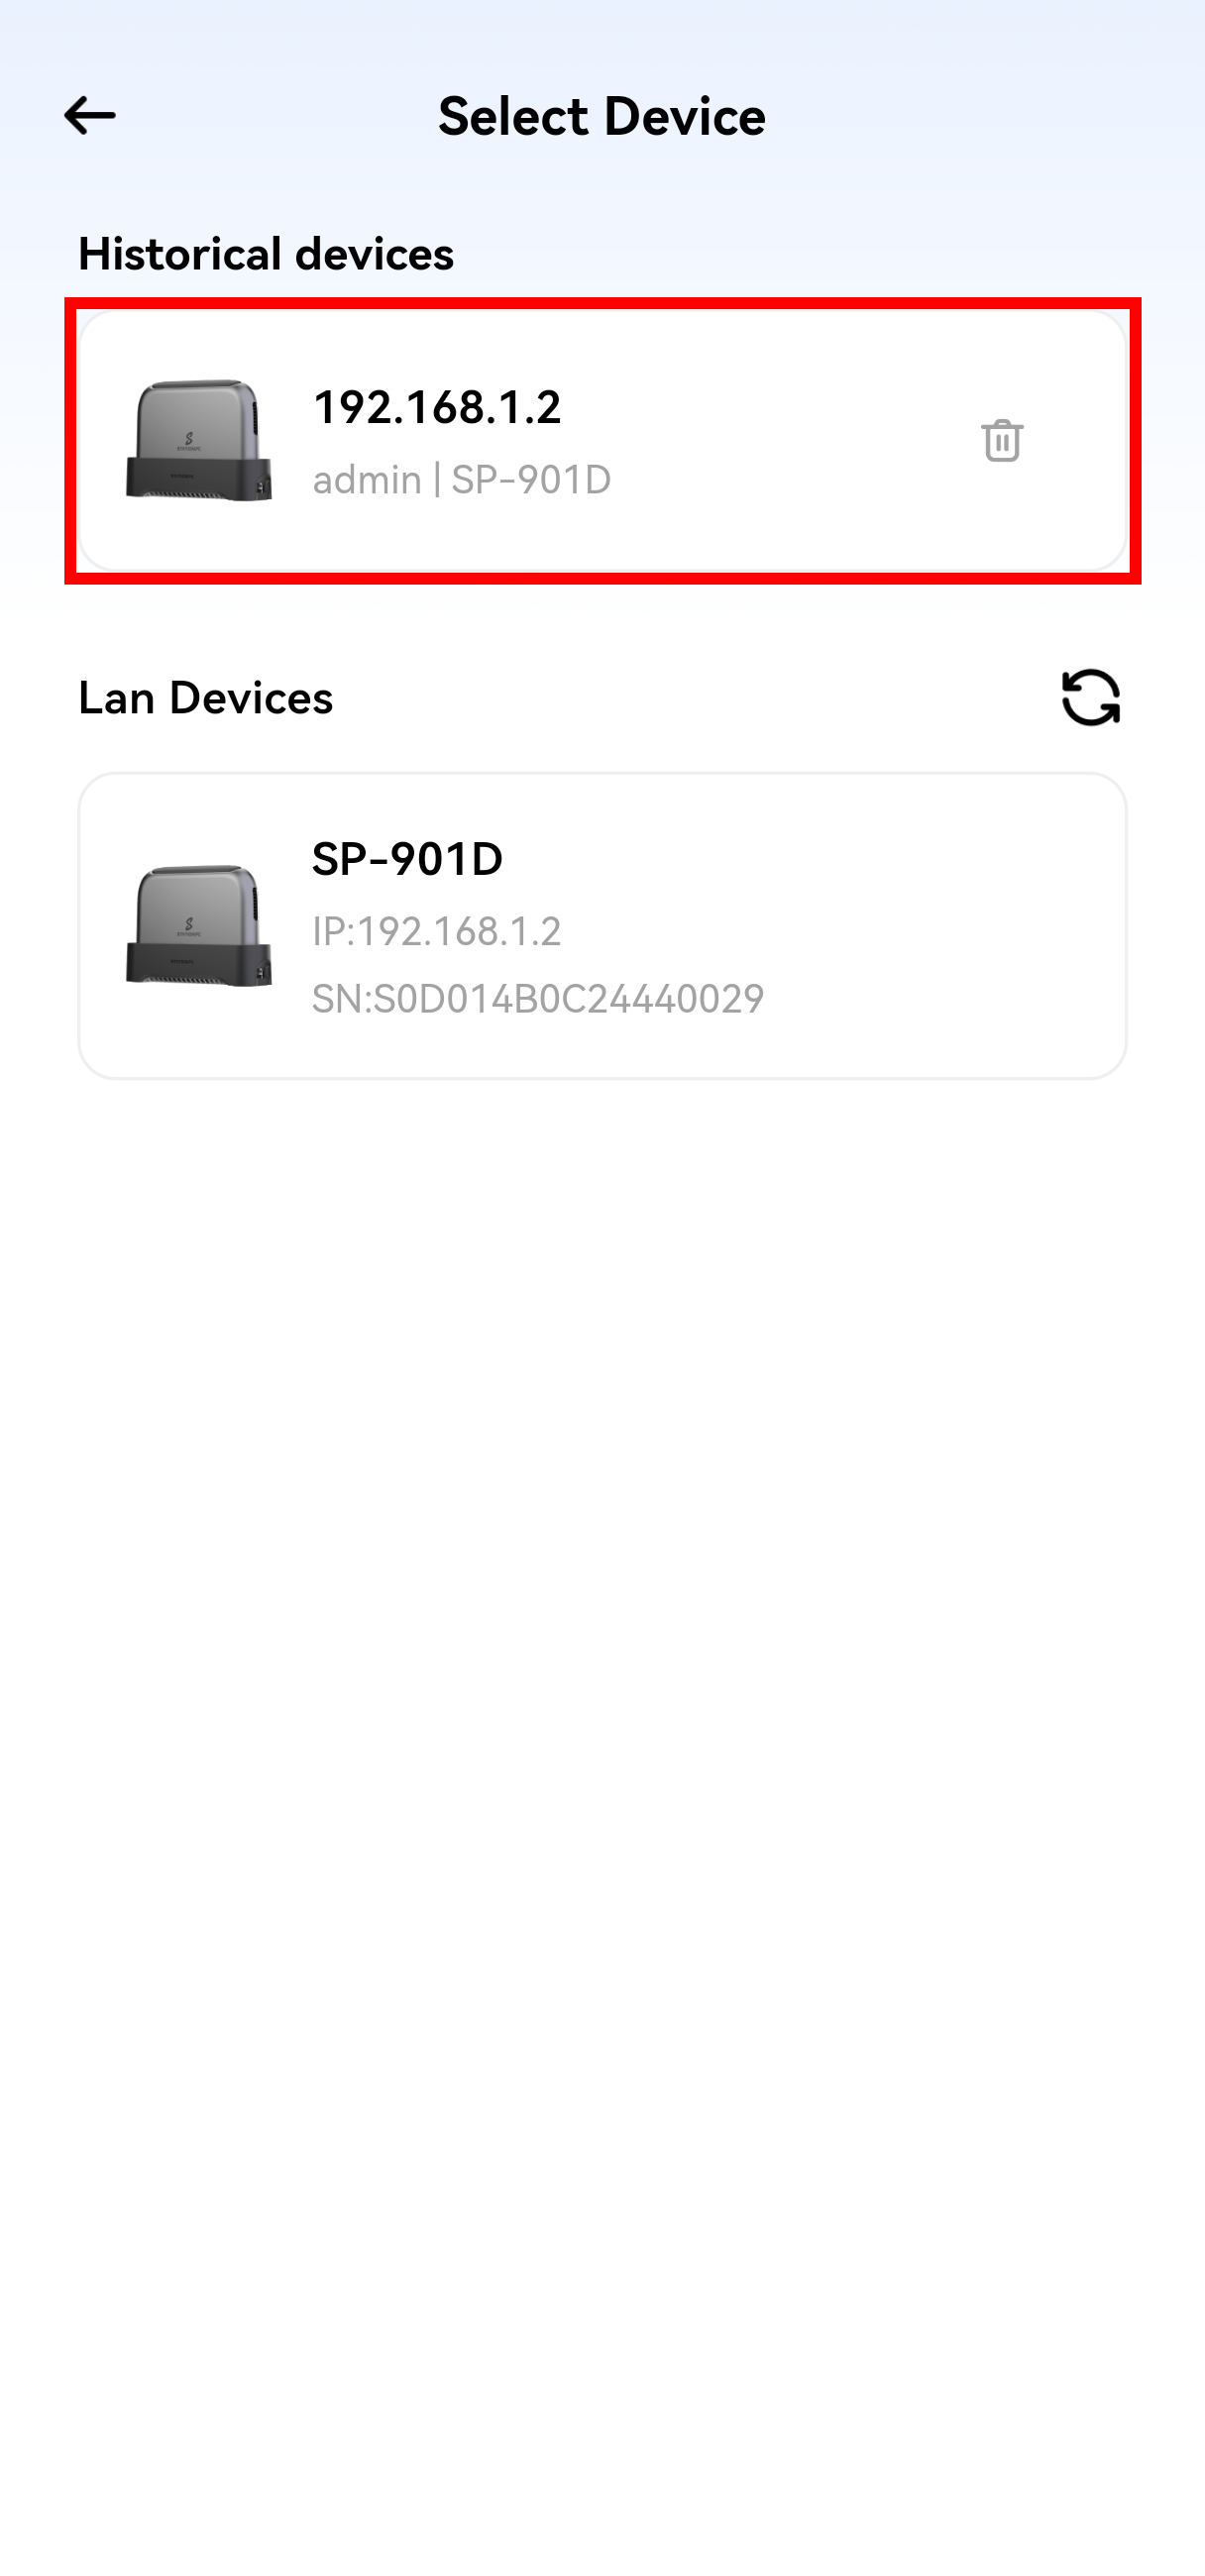 Select Device
Historical devices
192.168.1.2
admin | SP-901D
Lan Devices
SP-901D
IP:192.168.1.2
SN:S0D014B0C24440029